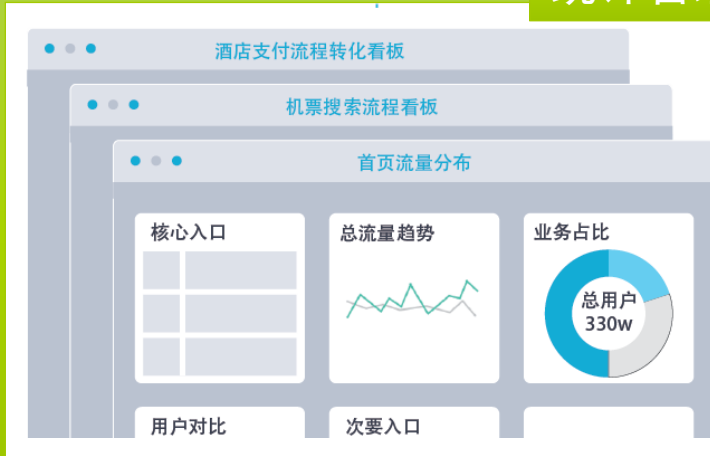 酒店支付流程转化看板
机票搜索流程看板
首页流量分布
核心入口
总流量趋势
业务占比
总用户
330w
用户对比
次要入口